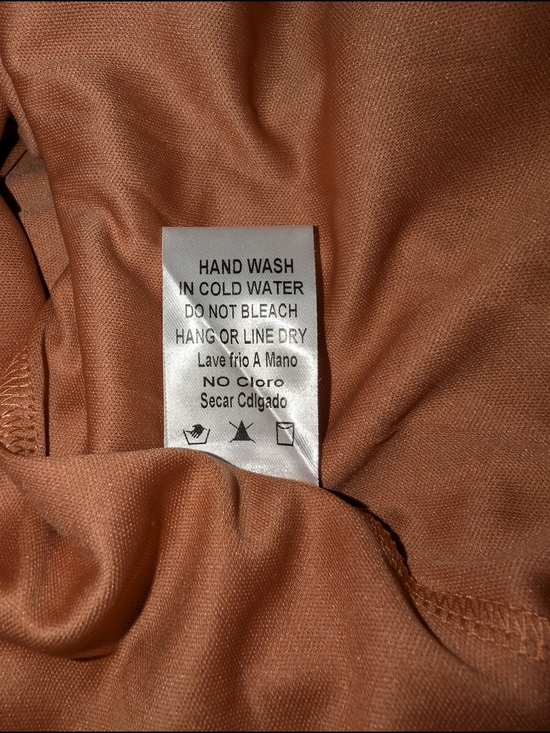 HAND WASH
IN COLD WATER
DO NOT BLEACH
HANG OR LINE DRY
Lave frio A Mano
NO Cloro
Secar Cdlgado